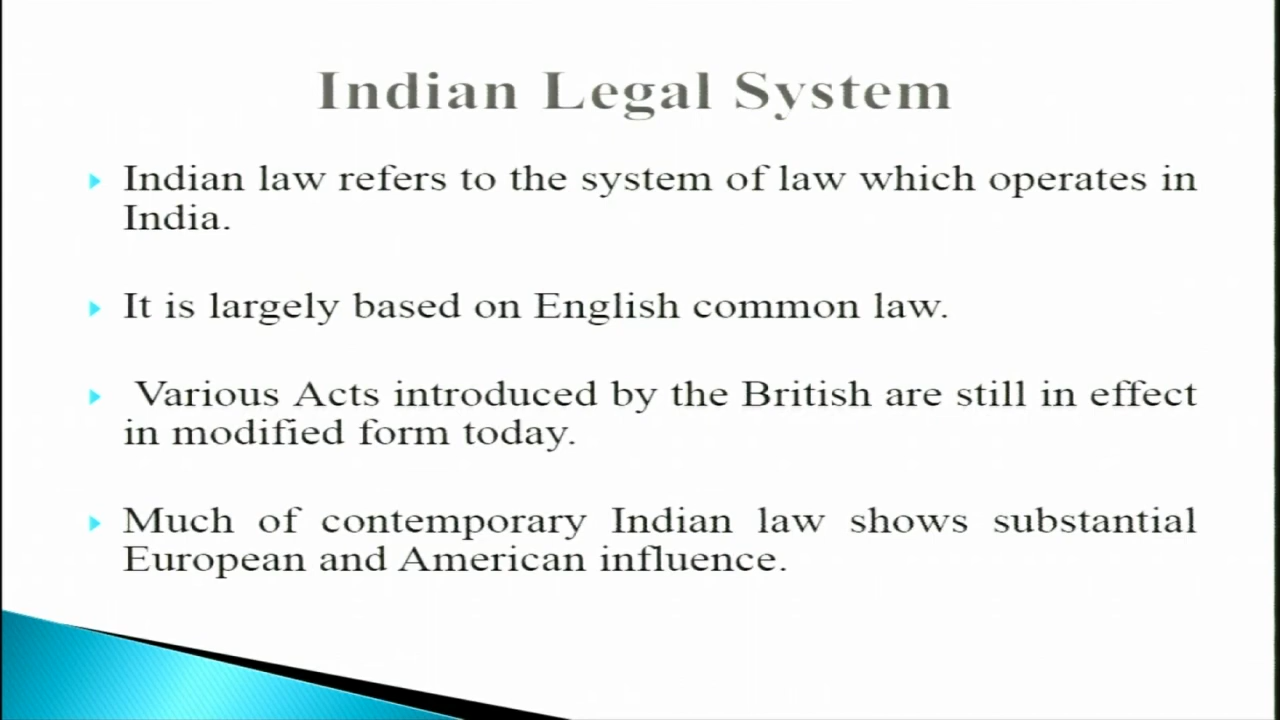 Indian Legal System
Indian law refers to the system of law which operates in
India.
It is largely based on English common law.
Various Acts introduced by the British are still in effect
in modified form today.
Much of contemporary Indian law shows substantial
European and American influence.